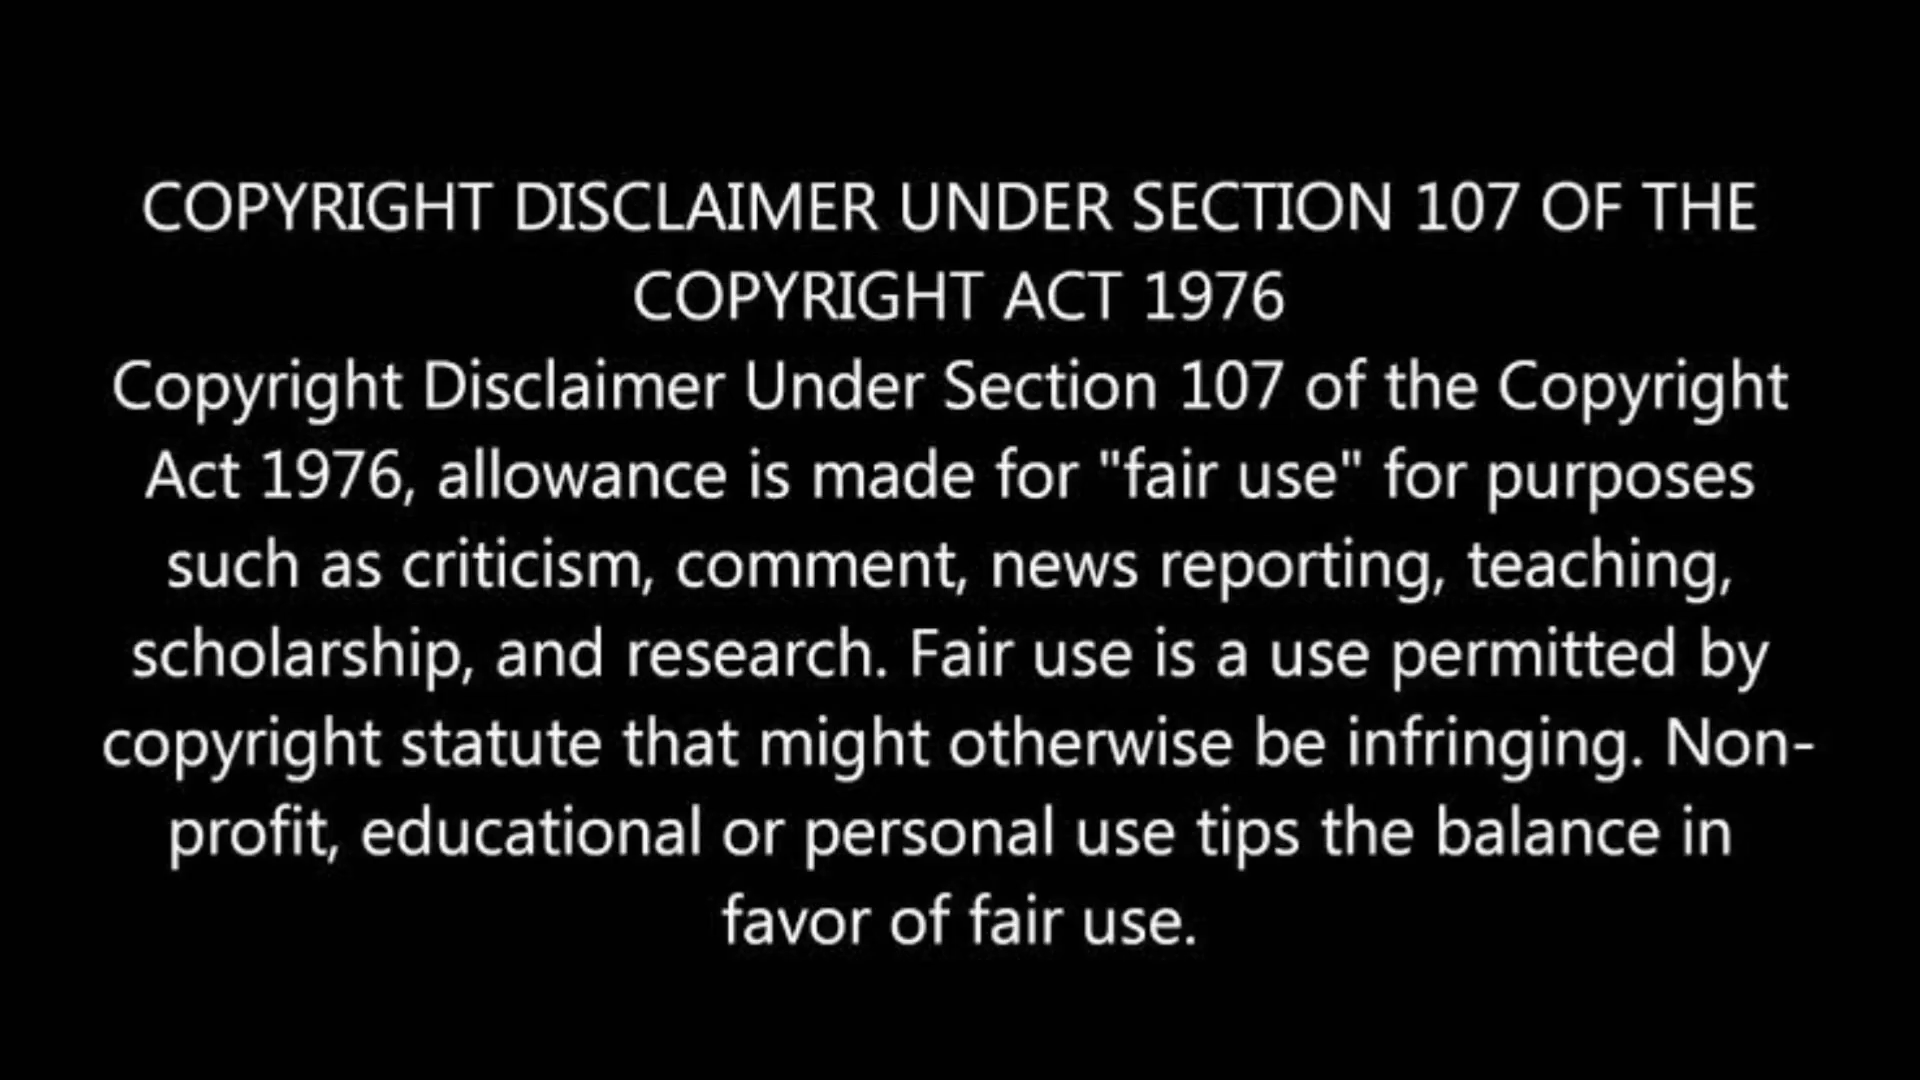 COPYRIGHT DISCLAIMER UNDER SECTION 107 OF THE
COPYRIGHT ACT 1976
Copyright Disclaimer Under Section 107 of the Copyright
Act 1976, allowance is made for "fair use" for purposes
such as criticism, comment, news reporting, teaching,
scholarship, and research. Fair use is a use permitted by
copyright statute that might otherwise be infringing. Non-
profit, educational or personal use tips the balance in
favor of fair use.